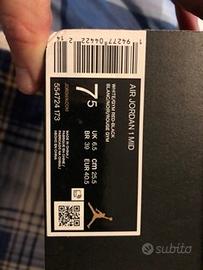 AIR JORDAN 1 MID
WHITE/GYM RED-BLACK
BLANC/NOIR/ROUGE GYM
7.5
UK 6.5 cm 25.5
BR 39 EUR 40.5
554724 173
subito